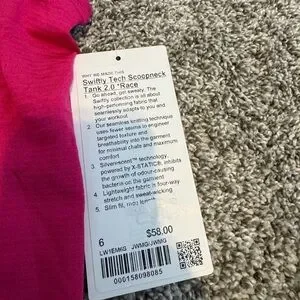 WHY WE MADE THIS
Swiftly Tech Scoopneck
Tank 2.0 *Race
1. Go ahead, get sweaty. The
Swiftly collection is all about
high-performing fabric that
seamlessly adapts to you and
your workout
2. Our seamless knitting technique
uses fewer seams to engineer
targeted texture and
breathability into the garment
for minimal chafe and maximum
comfort
3. Silverescent™ technology,
powered by X-STATIC®, inhibits
the growth of odour-causing
bacteria on the garment
4. Lightweight fabric is four-way
stretch and sweat-wicking
5. Slim fit,
6 $58.00
LW1EMKS JWMG/JWMG
000158098085